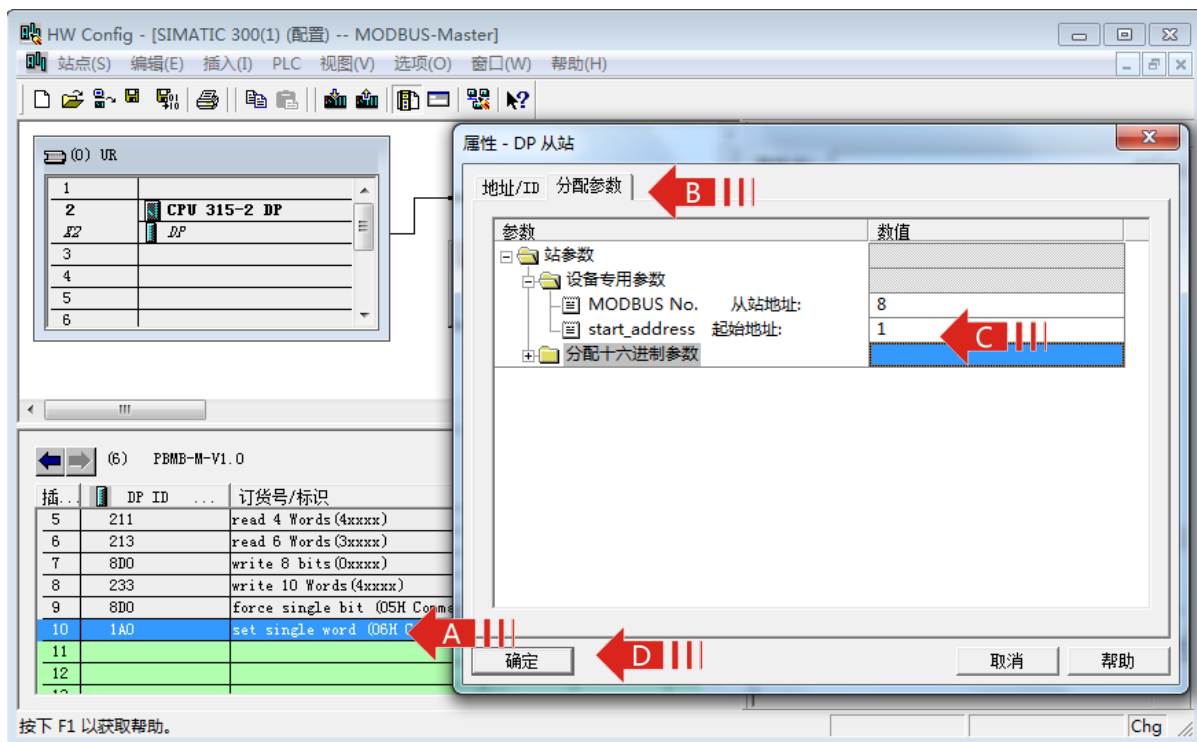 HW Config - [SIMATIC 300(1) (配置) -- MODBUS-Master]
站点(S) 编辑(E) 插入(I) PLC 视图(V) 选项(O) 窗口(W) 帮助(H)
(0) UR
1
2 CPU 315-2 DP
X2 DP
3
4
5
6
(6) PBMB-M-V1.0
插... DP ID ... 订货号/标识
5 211 read 4 Words(4xxxx)
6 213 read 6 Words(3xxxx)
7 8DO write 8 bits(0xxxx)
8 233 write 10 Words(4xxxx)
9 8DO force single bit (05H Comm
10 1AO set single word (06H
11
12
属性 - DP 从站
地址/ID 分配参数
B
参数 数值
站参数
设备专用参数
MODBUS No. 从站地址: 8
start_address 起始地址: 1
C
分配十六进制参数
A
D
确定 取消 帮助
按下 F1 以获取帮助。
Chg